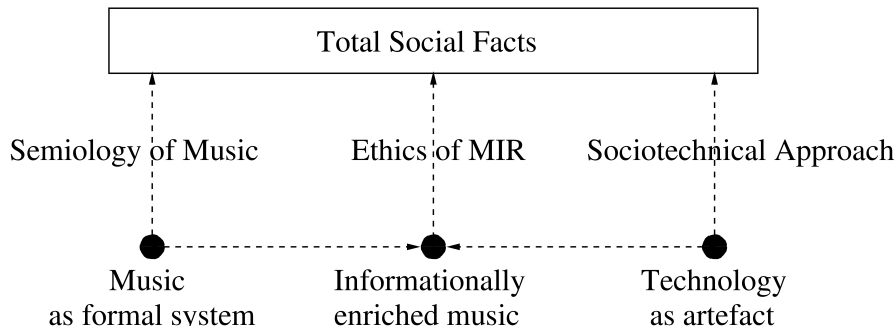 Total Social Facts
Semiology of Music
Ethics of MIR
Sociotechnical Approach
Music
as formal system
Informationally
enriched music
Technology
as artefact